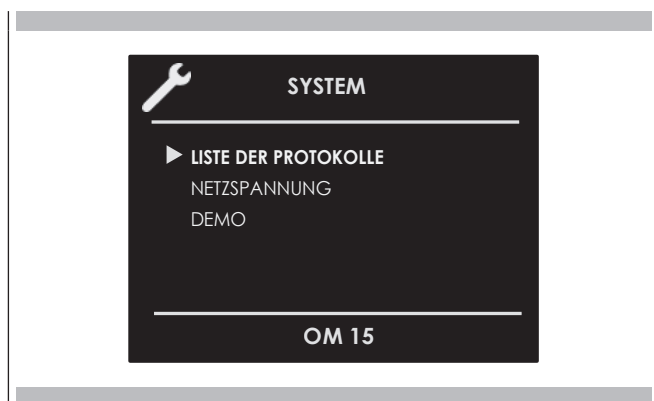 SYSTEM
LISTE DER PROTOKOLLE
NETZSPANNUNG
DEMO
OM 15